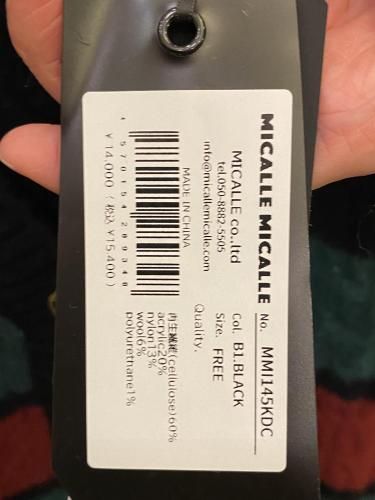 MICALLE MICALLE
MICALLE co.,ltd
tel.050-8882-5505
info@micallemicalle.com
MADE IN CHINA
4 570154 289348
￥14,000 (税込 ￥15,400)
No. MMI145KDC
Col. B1.BLACK
Size. FREE
Quality.
再生繊維(cellulose)60%
acrylic20%
nylon13%
wool6%
polyurethane1%